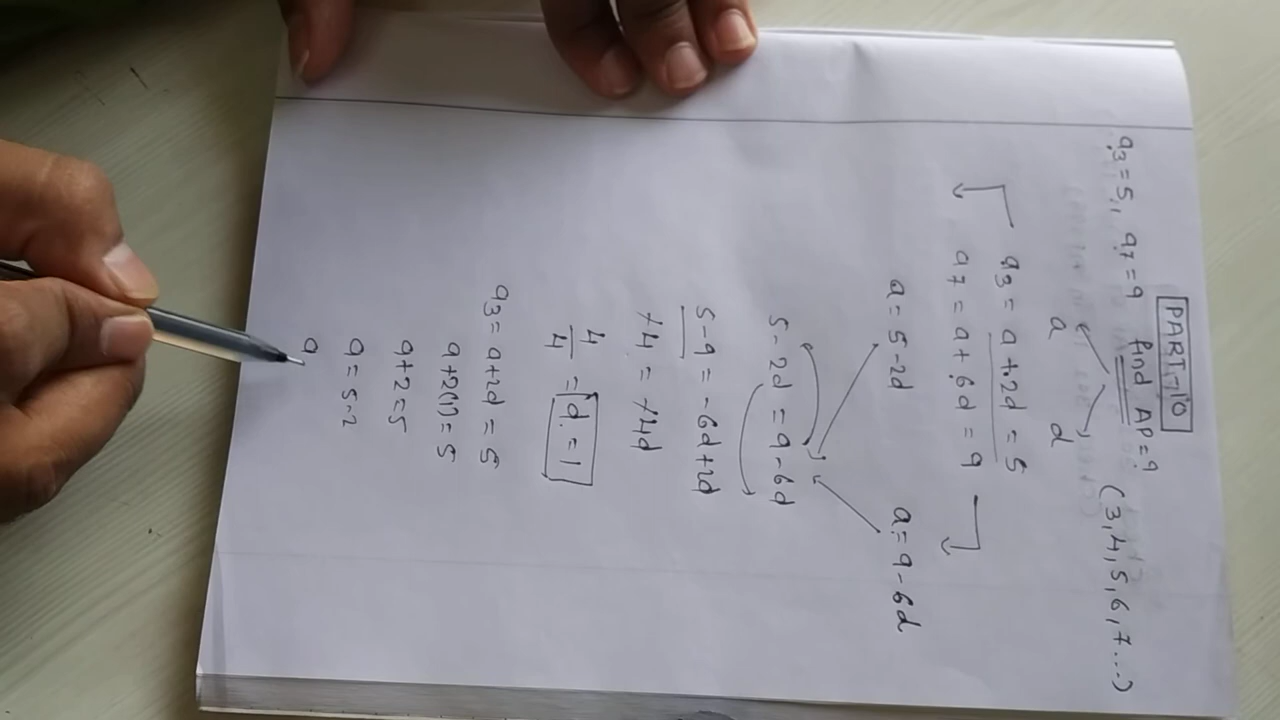 PART-10
a3 = 5, a7 = 9 find AP = ? (3,4,5,6,7...)
a d
a3 = a + 2d = 5
a7 = a + 6d = 9
a = 5 - 2d a = 9 - 6d
5 - 2d = 9 - 6d
5 - 9 = -6d + 2d
-4 = -4d
4/4 = d = 1
a3 = a + 2d = 5
a + 2(1) = 5
a + 2 = 5
a = 5 - 2
a